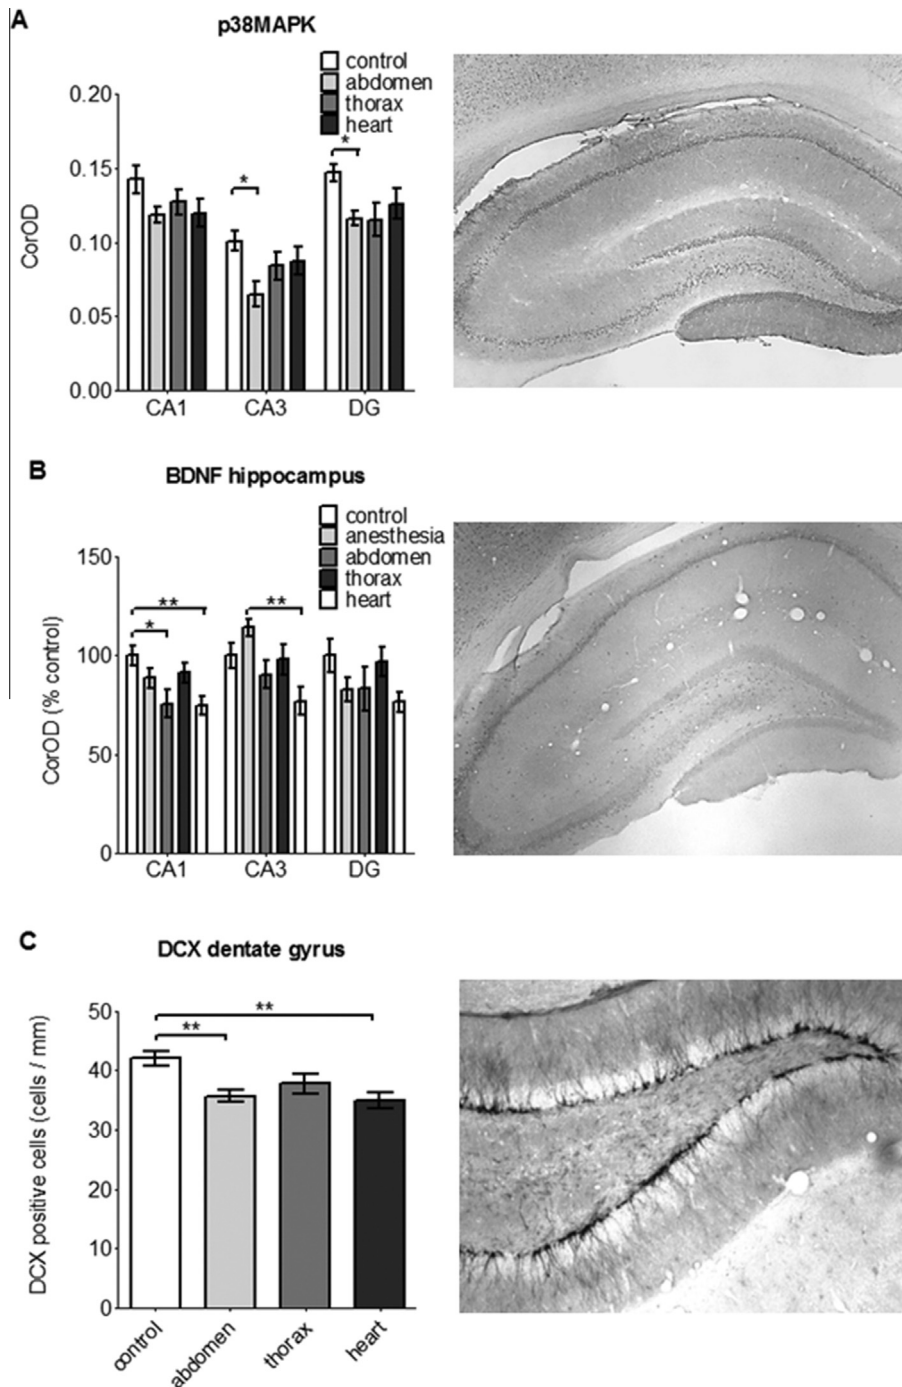 A
p38MAPK
control
abdomen
thorax
heart
0.20
0.15
0.10
0.05
0.00
CorOD
*
*
CA1 CA3 DG
B
BDNF hippocampus
control
anesthesia
abdomen
thorax
heart
150
100
50
0
CorOD (% control)
**
*
**
CA1 CA3 DG
C
DCX dentate gyrus
50
40
30
20
10
0
DCX positive cells (cells / mm)
**
**
control abdomen thorax heart